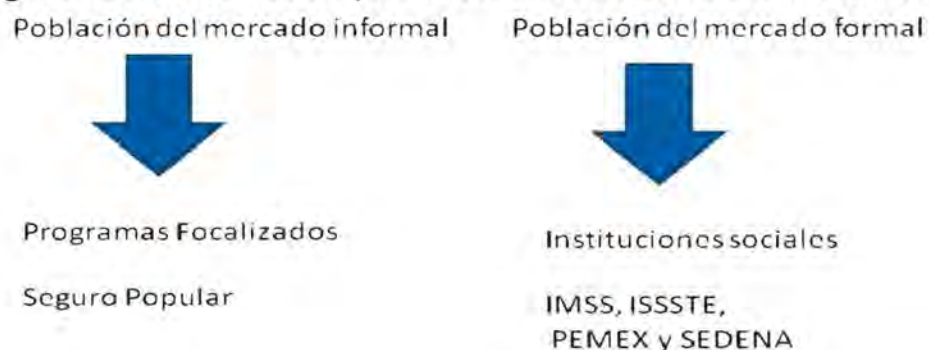 Población del mercado informal
Población del mercado formal
Programas Focalizados
Instituciones sociales
Seguro Popular
IMSS, ISSSTE,
PEMEX y SEDENA